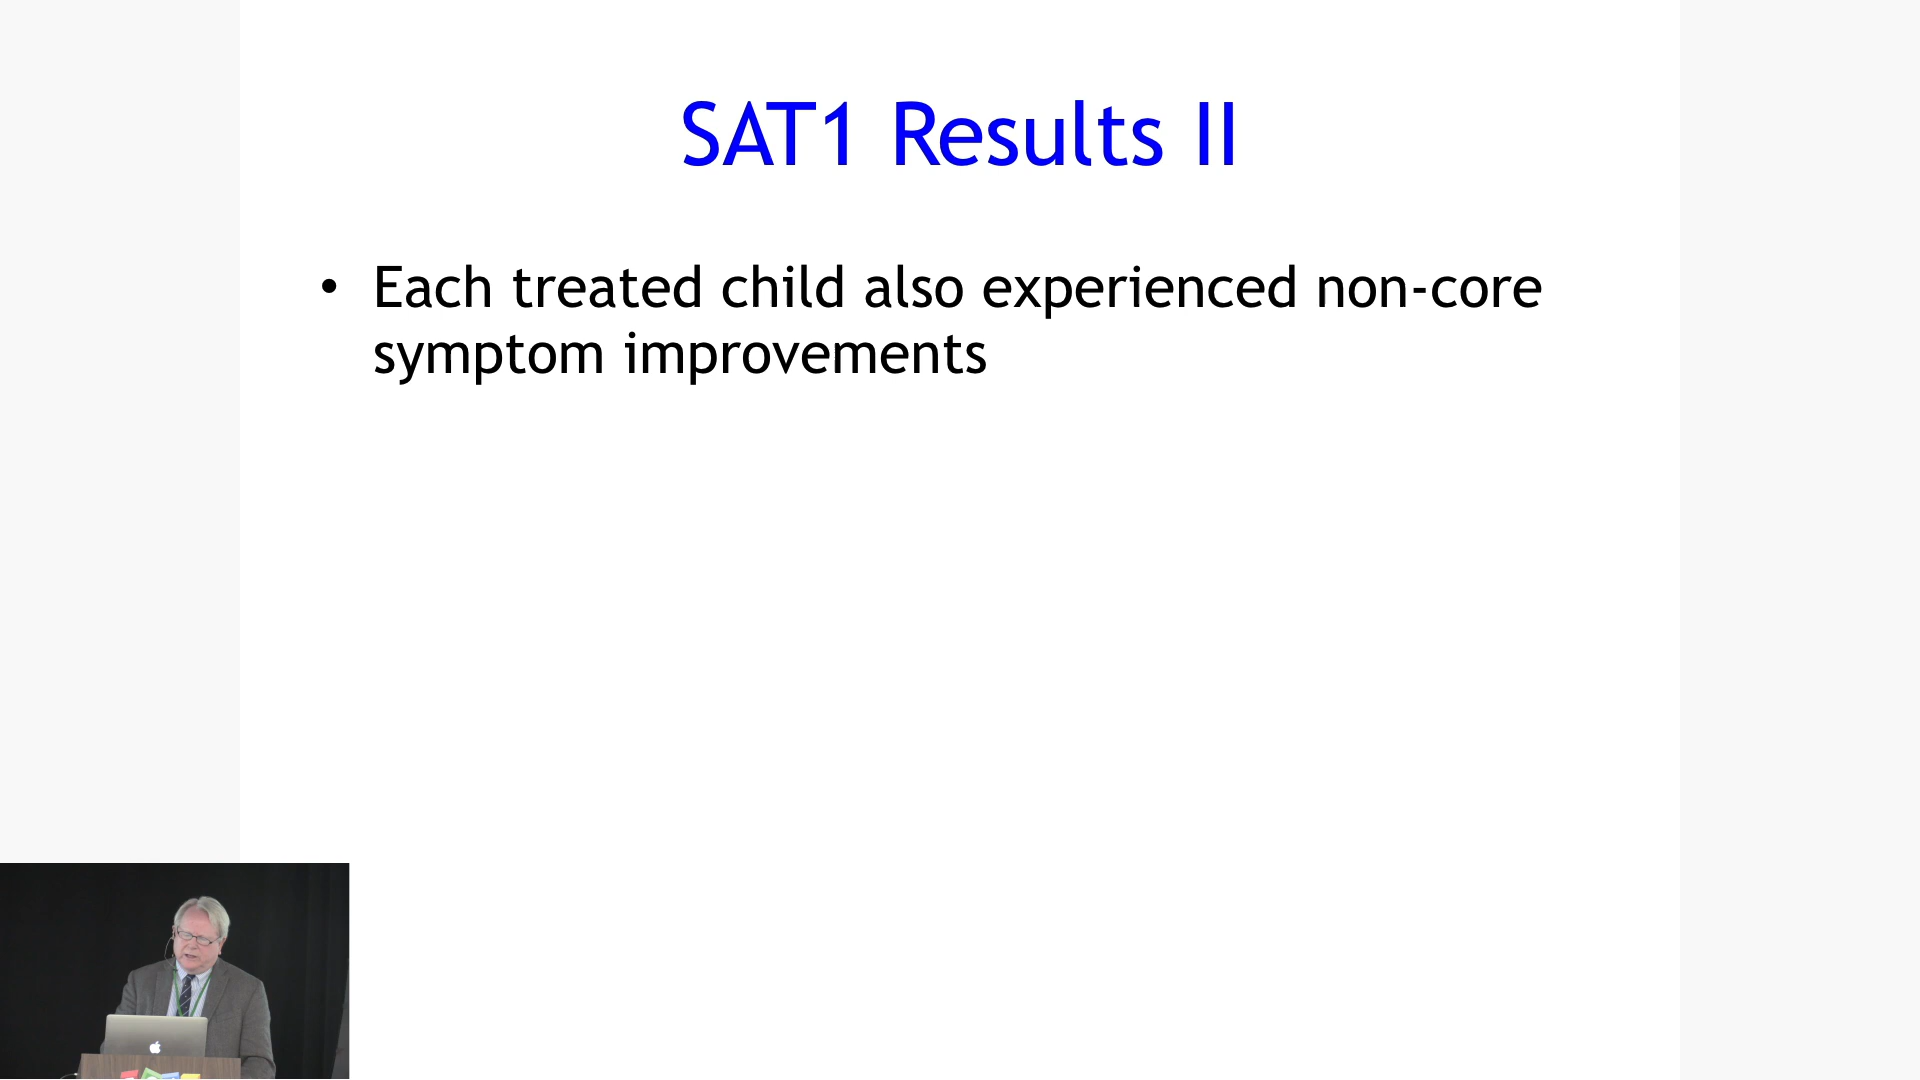 SAT1 Results II
• Each treated child also experienced non-core
symptom improvements